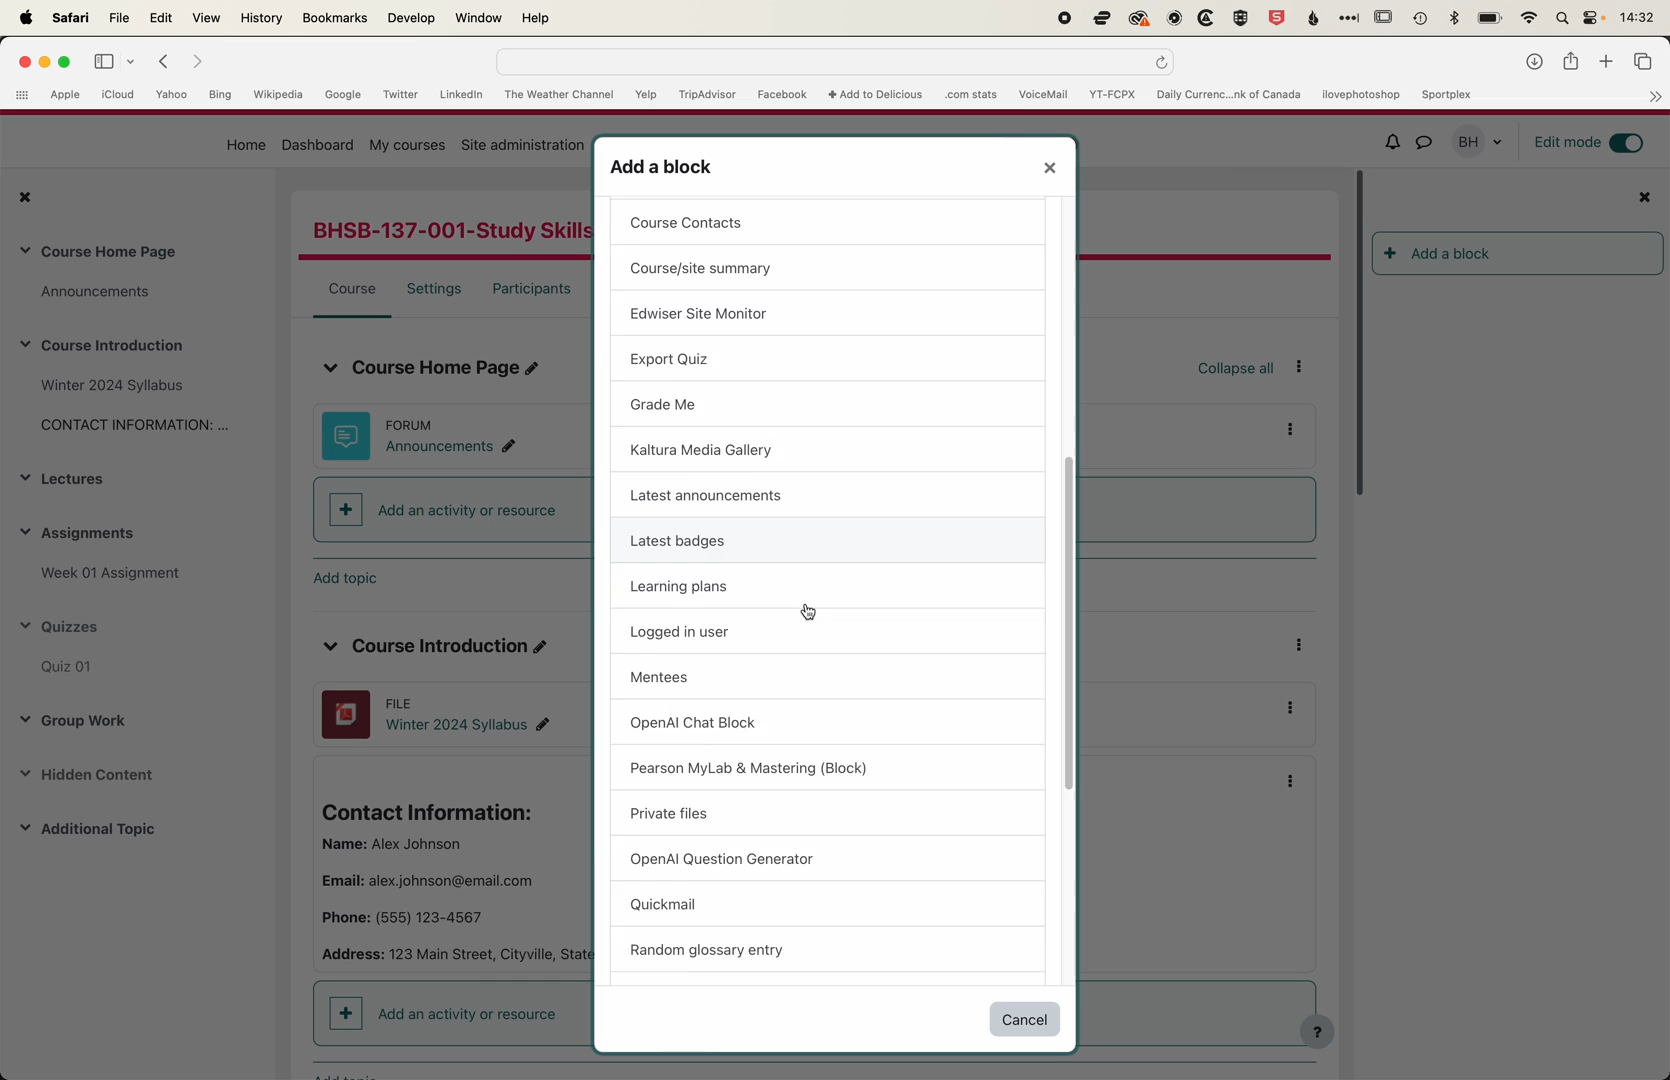 Safari File Edit View History Bookmarks Develop Window Help 14:32
Apple iCloud Yahoo Bing Wikipedia Google Twitter LinkedIn The Weather Channel Yelp TripAdvisor Facebook + Add to Delicious .com stats VoiceMail YT-FCPX Daily Currenc...nk of Canada ilovephotoshop Sportplex
Home Dashboard My courses Site administration BH Edit mode
Course Home Page
Announcements
Course Introduction
Winter 2024 Syllabus
CONTACT INFORMATION: ...
Lectures
Assignments
Week 01 Assignment
Quizzes
Quiz 01
Group Work
Hidden Content
Additional Topic
BHSB-137-001-Study Skills
Course Settings Participants
Course Home Page
Collapse all
FORUM
Announcements
Add an activity or resource
Add topic
Course Introduction
FILE
Winter 2024 Syllabus
Contact Information:
Name: Alex Johnson
Email: alex.johnson@email.com
Phone: (555) 123-4567
Address: 123 Main Street, Cityville, State
Add an activity or resource
Add topic
Add a block
Course Contacts
Course/site summary
Edwiser Site Monitor
Export Quiz
Grade Me
Kaltura Media Gallery
Latest announcements
Latest badges
Learning plans
Logged in user
Mentees
OpenAI Chat Block
Pearson MyLab & Mastering (Block)
Private files
OpenAI Question Generator
Quickmail
Random glossary entry
Cancel
+ Add a block
?